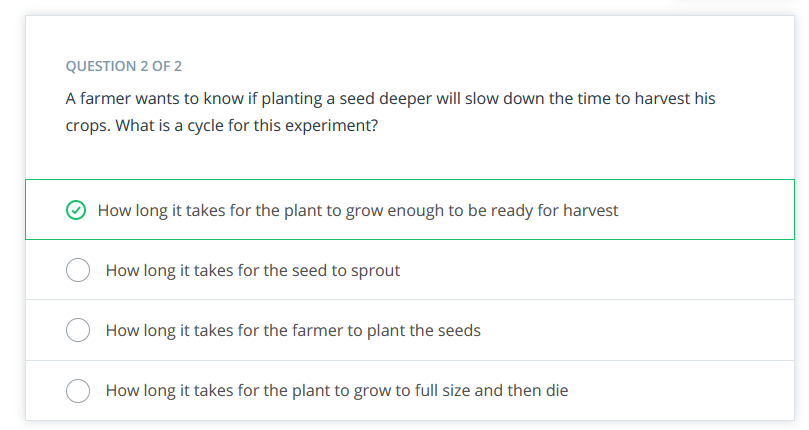 QUESTION 2 OF 2
A farmer wants to know if planting a seed deeper will slow down the time to harvest his
crops. What is a cycle for this experiment?
How long it takes for the plant to grow enough to be ready for harvest
How long it takes for the seed to sprout
How long it takes for the farmer to plant the seeds
How long it takes for the plant to grow to full size and then die